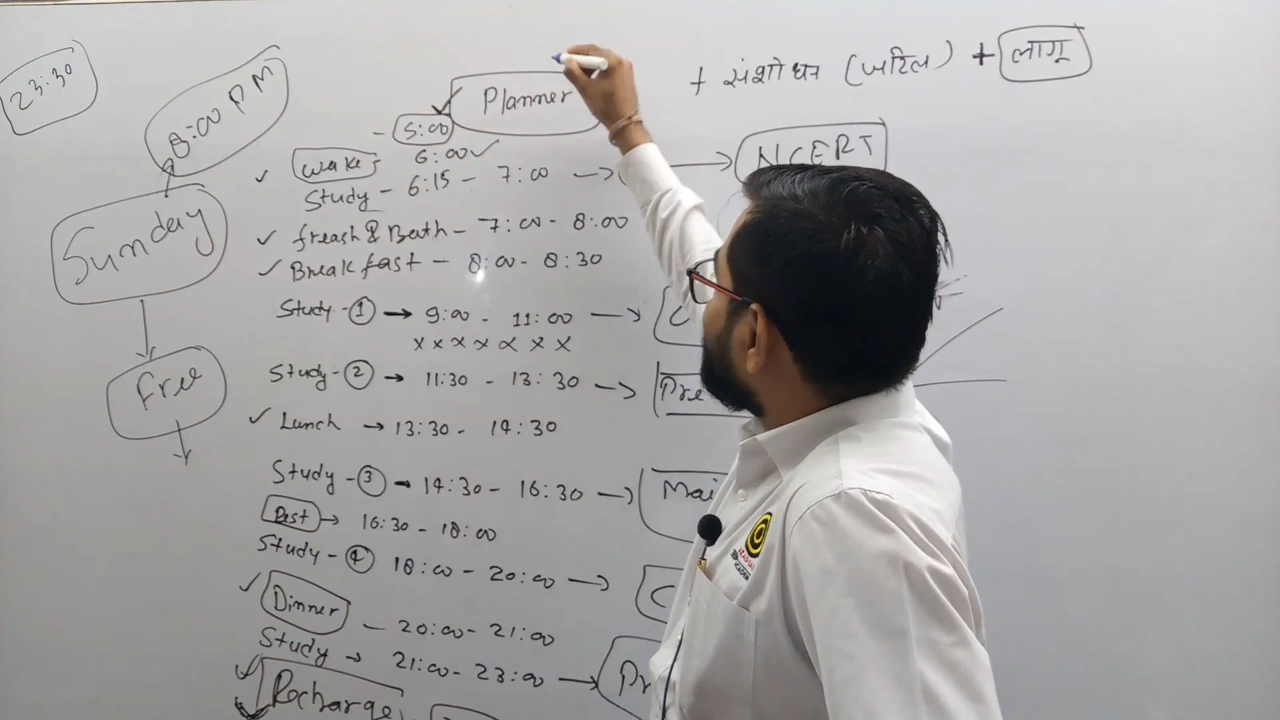 23:30
8:00 PM
Sunday
Free
+ संशोधन (जटिल) + लागू
Planner
- 5:00
Wake - 6:00
Study - 6:15 - 7:00 → → NCERT
freash & Bath - 7:00 - 8:00
Breakfast - 8:00 - 8:30
Study - 1 → 9:00 - 11:00 → C
x x x x x x x
Study - 2 → 11:30 - 13:30 → Pre
Lunch → 13:30 - 14:30
Study - 3 - 14:30 - 16:30 → Mai
Rest → 16:30 - 18:00
Study - 4 18:00 - 20:00 → C
Dinner - 20:00 - 21:00
Study → 21:00 - 23:00 → Pr
Recharge